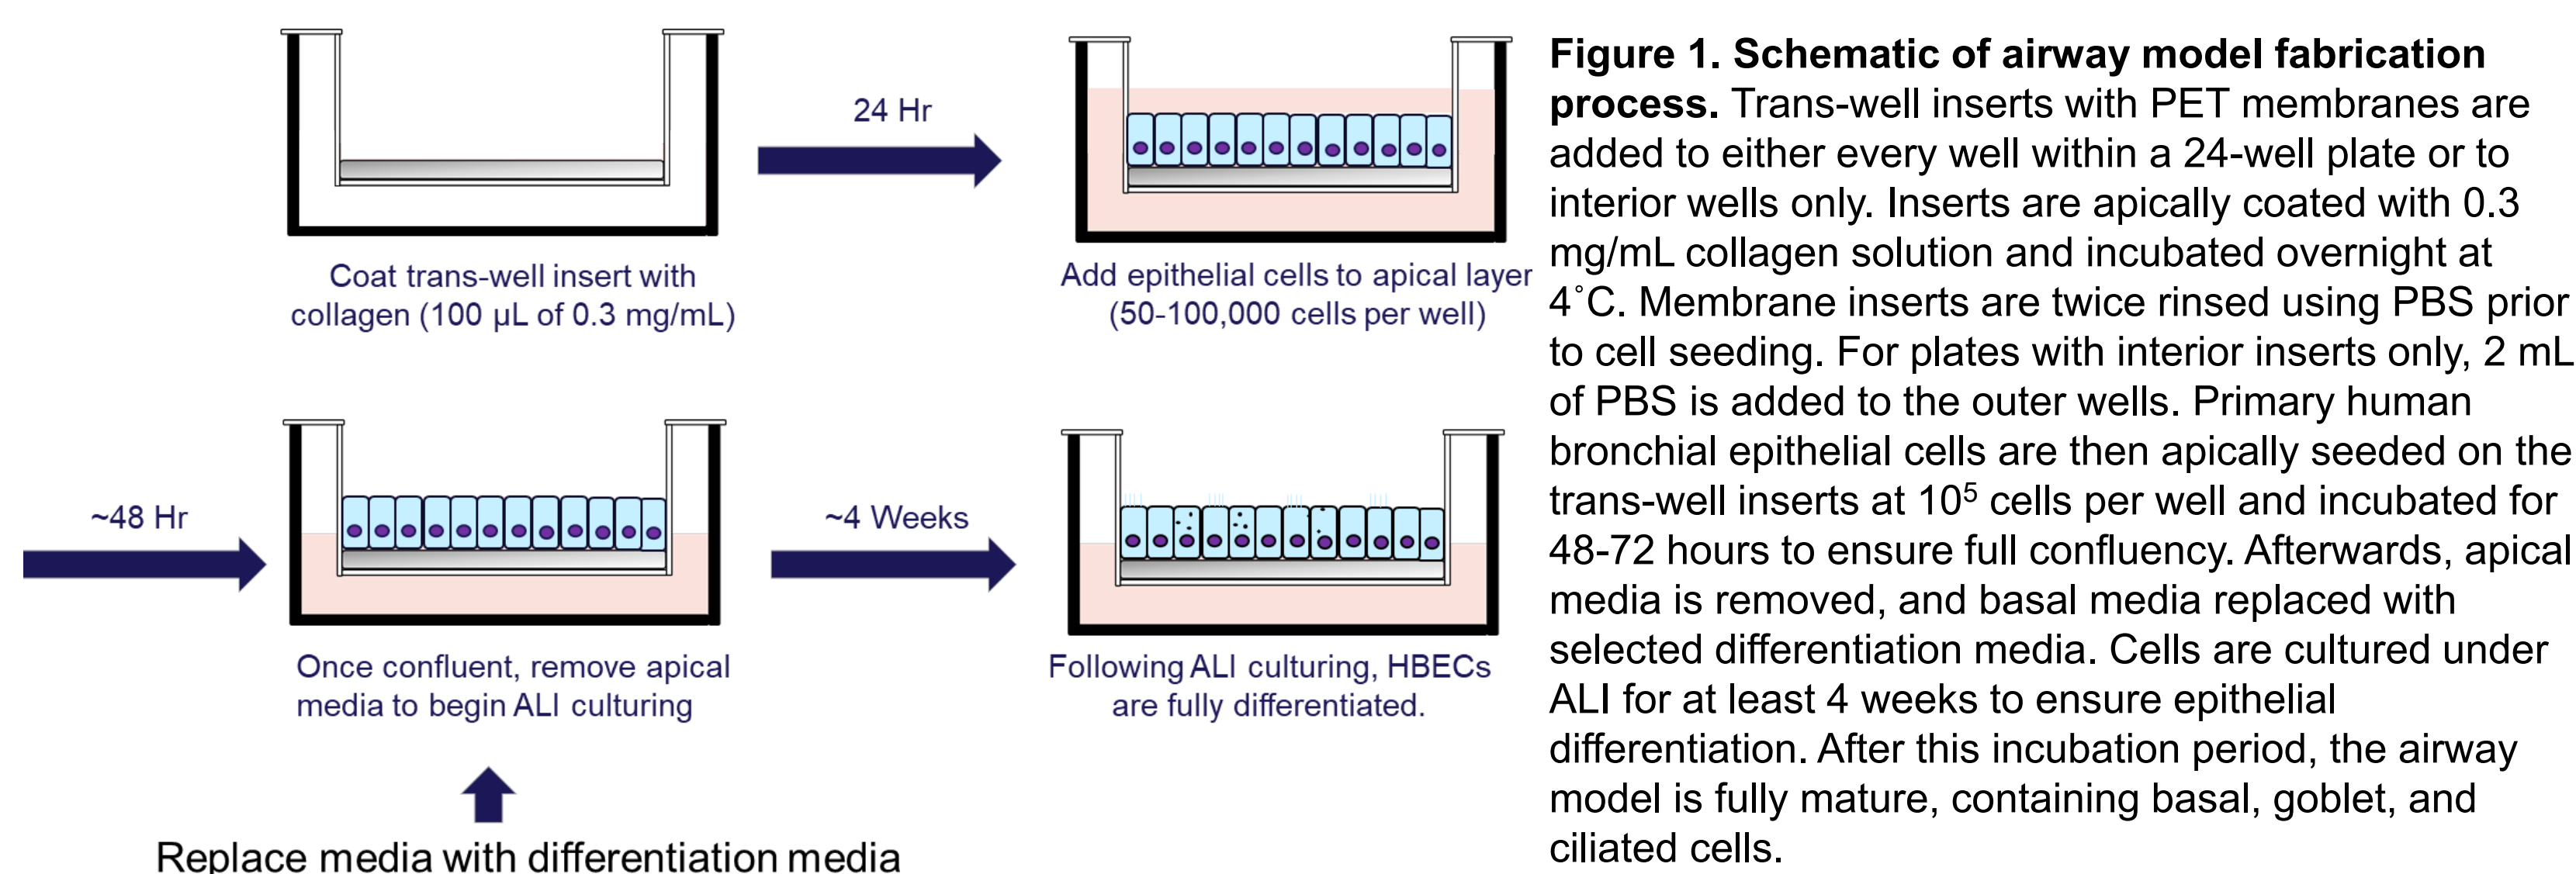 24 Hr
Coat trans-well insert with
collagen (100 µL of 0.3 mg/mL)
Add epithelial cells to apical layer
(50-100,000 cells per well)
~48 Hr
Once confluent, remove apical
media to begin ALI culturing
~4 Weeks
Following ALI culturing, HBECs
are fully differentiated.
Replace media with differentiation media
Figure 1. Schematic of airway model fabrication
process. Trans-well inserts with PET membranes are
added to either every well within a 24-well plate or to
interior wells only. Inserts are apically coated with 0.3
mg/mL collagen solution and incubated overnight at
4˚C. Membrane inserts are twice rinsed using PBS prior
to cell seeding. For plates with interior inserts only, 2 mL
of PBS is added to the outer wells. Primary human
bronchial epithelial cells are then apically seeded on the
trans-well inserts at 10⁵ cells per well and incubated for
48-72 hours to ensure full confluency. Afterwards, apical
media is removed, and basal media replaced with
selected differentiation media. Cells are cultured under
ALI for at least 4 weeks to ensure epithelial
differentiation. After this incubation period, the airway
model is fully mature, containing basal, goblet, and
ciliated cells.